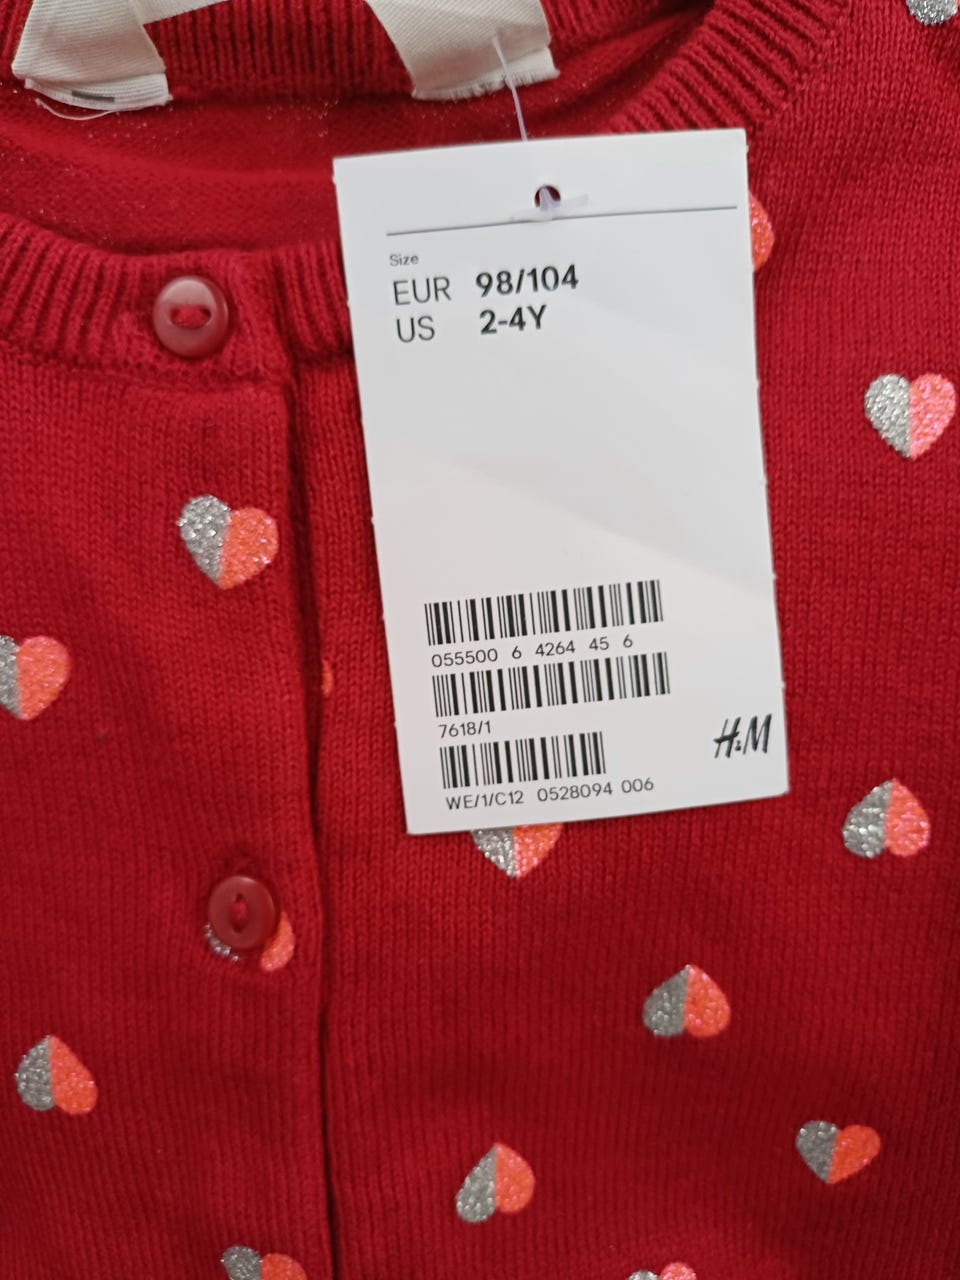 Size
EUR 98/104
US 2-4Y
055500 6 4264 45 6
7618/1
H&M
WE/1/C12 0528094 006